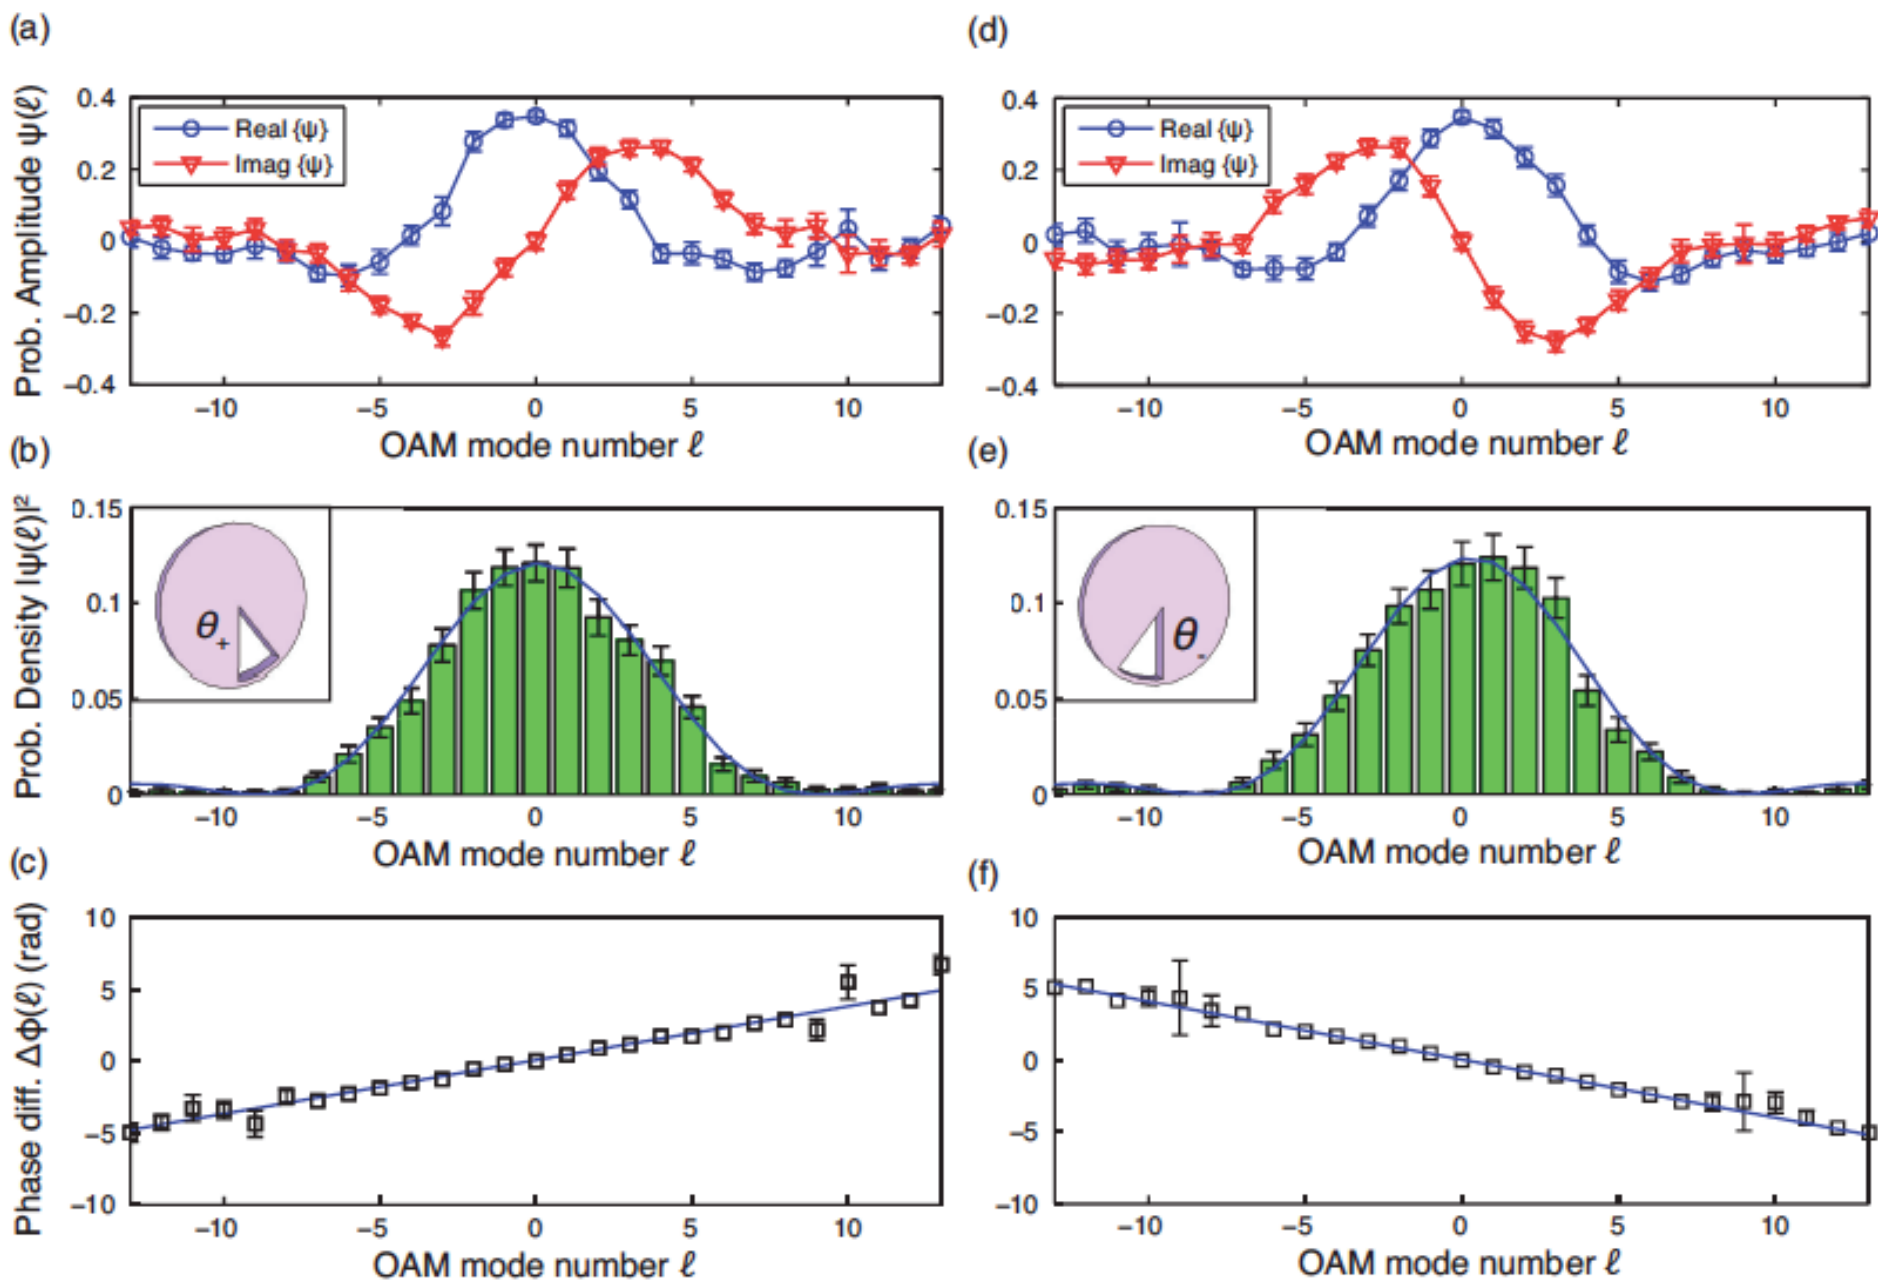 (a)
Prob. Amplitude ψ(ℓ)
0.4
0.2
0
−0.2
−0.4
Real {ψ}
Imag {ψ}
−10 −5 0 5 10
OAM mode number ℓ
(d)
0.4
0.2
0
−0.2
−0.4
Real {ψ}
Imag {ψ}
−10 −5 0 5 10
OAM mode number ℓ
(b)
Prob. Density |ψ(ℓ)|²
0.15
0.1
0.05
0
θ₊
−10 −5 0 5 10
OAM mode number ℓ
(e)
0.15
0.1
0.05
0
θ₋
−10 −5 0 5 10
OAM mode number ℓ
(c)
Phase diff. Δϕ(ℓ) (rad)
10
5
0
−5
−10
−10 −5 0 5 10
OAM mode number ℓ
(f)
10
5
0
−5
−10
−10 −5 0 5 10
OAM mode number ℓ